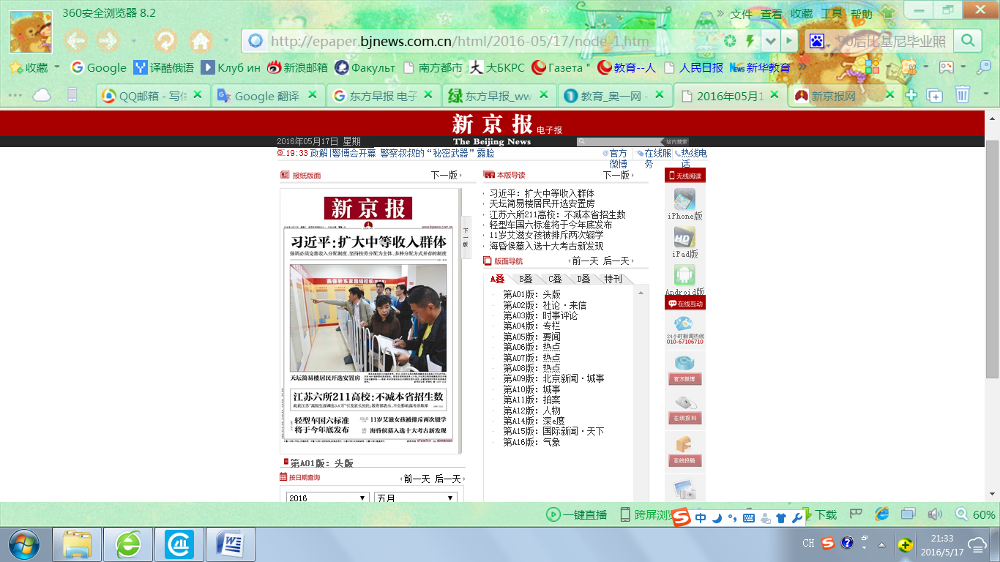 360安全浏览器 8.2
文件 查看 收藏 工具 帮助
http://epaper.bjnews.com.cn/html/2016-05/17/node_1.htm
90后比基尼毕业照
收藏 Google 译酷俄语 Клуб ин 新浪邮箱 Факульт 南方都市 大БКРС Газета " 教育--人 人民日报 新华教育
QQ邮箱 - 写信 Google 翻译 东方早报 电子 东方早报_ww 教育_奥一网 - 2016年05月1 新京报网
新京报 电子报
The Beijing News
2016年05月17日 星期
站内搜索
19:33 政解|警博会开幕 警察叔叔的“秘密武器”露脸
官方微博
在线服务
热线电话
报纸版面 下一版
新京报
习近平:扩大中等收入群体
强调必须完善收入分配制度,坚持按劳分配为主体、多种分配方式并存的制度
天坛简易楼居民开选安置房
江苏六所211高校:不减本省招生数
轻型车国六标准
将于今年底发布
11岁艾滋女孩被排斥两次辍学
海昏侯墓入选十大考古新发现
下一版
第A01版：头版
按日期查询 前一天 后一天
2016 五月
本版导读 下一版
习近平：扩大中等收入群体
天坛简易楼居民开选安置房
江苏六所211高校：不减本省招生数
轻型车国六标准将于今年底发布
11岁艾滋女孩被排斥两次辍学
海昏侯墓入选十大考古新发现
版面导航 前一天 后一天
A叠 B叠 C叠 D叠 特刊
第A01版：头版
第A02版：社论·来信
第A03版：时事评论
第A04版：专栏
第A05版：要闻
第A06版：热点
第A07版：热点
第A08版：热点
第A09版：北京新闻·城事
第A10版：城事
第A11版：拍案
第A12版：人物
第A14版：深e度
第A15版：国际新闻·天下
第A16版：气象
无线阅读
iPhone版
iPad版
Android版
在线互动
24小时新闻热线
010-67106710
官方微博
在线报料
在线投稿
一键直播 跨屏浏览 下载 60%
中
CH
21:33
2016/5/17